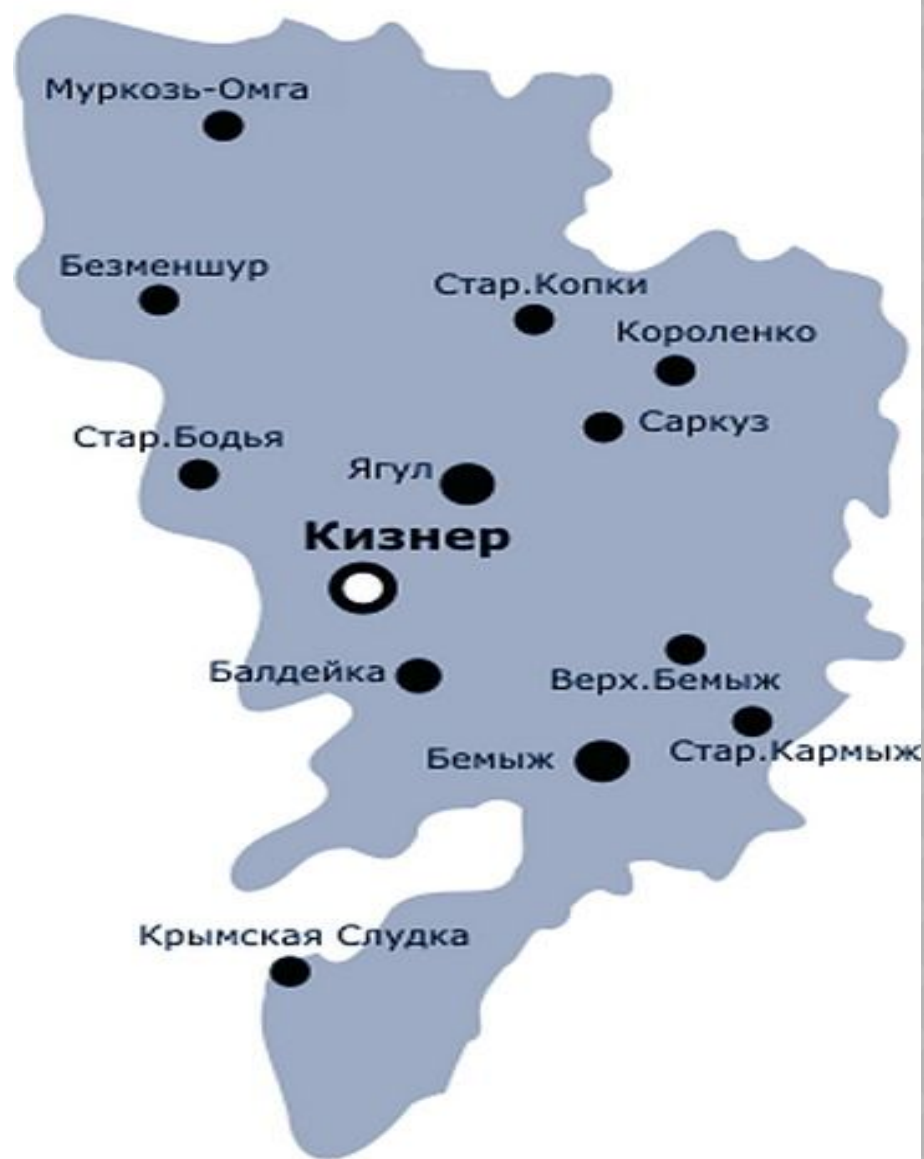 Муркозь-Омга
Безменшур
Стар.Копки
Короленко
Саркуз
Стар.Бодья
Ягул
Кизнер
Балдейка
Верх.Бемыж
Стар.Кармыж
Бемыж
Крымская Слудка